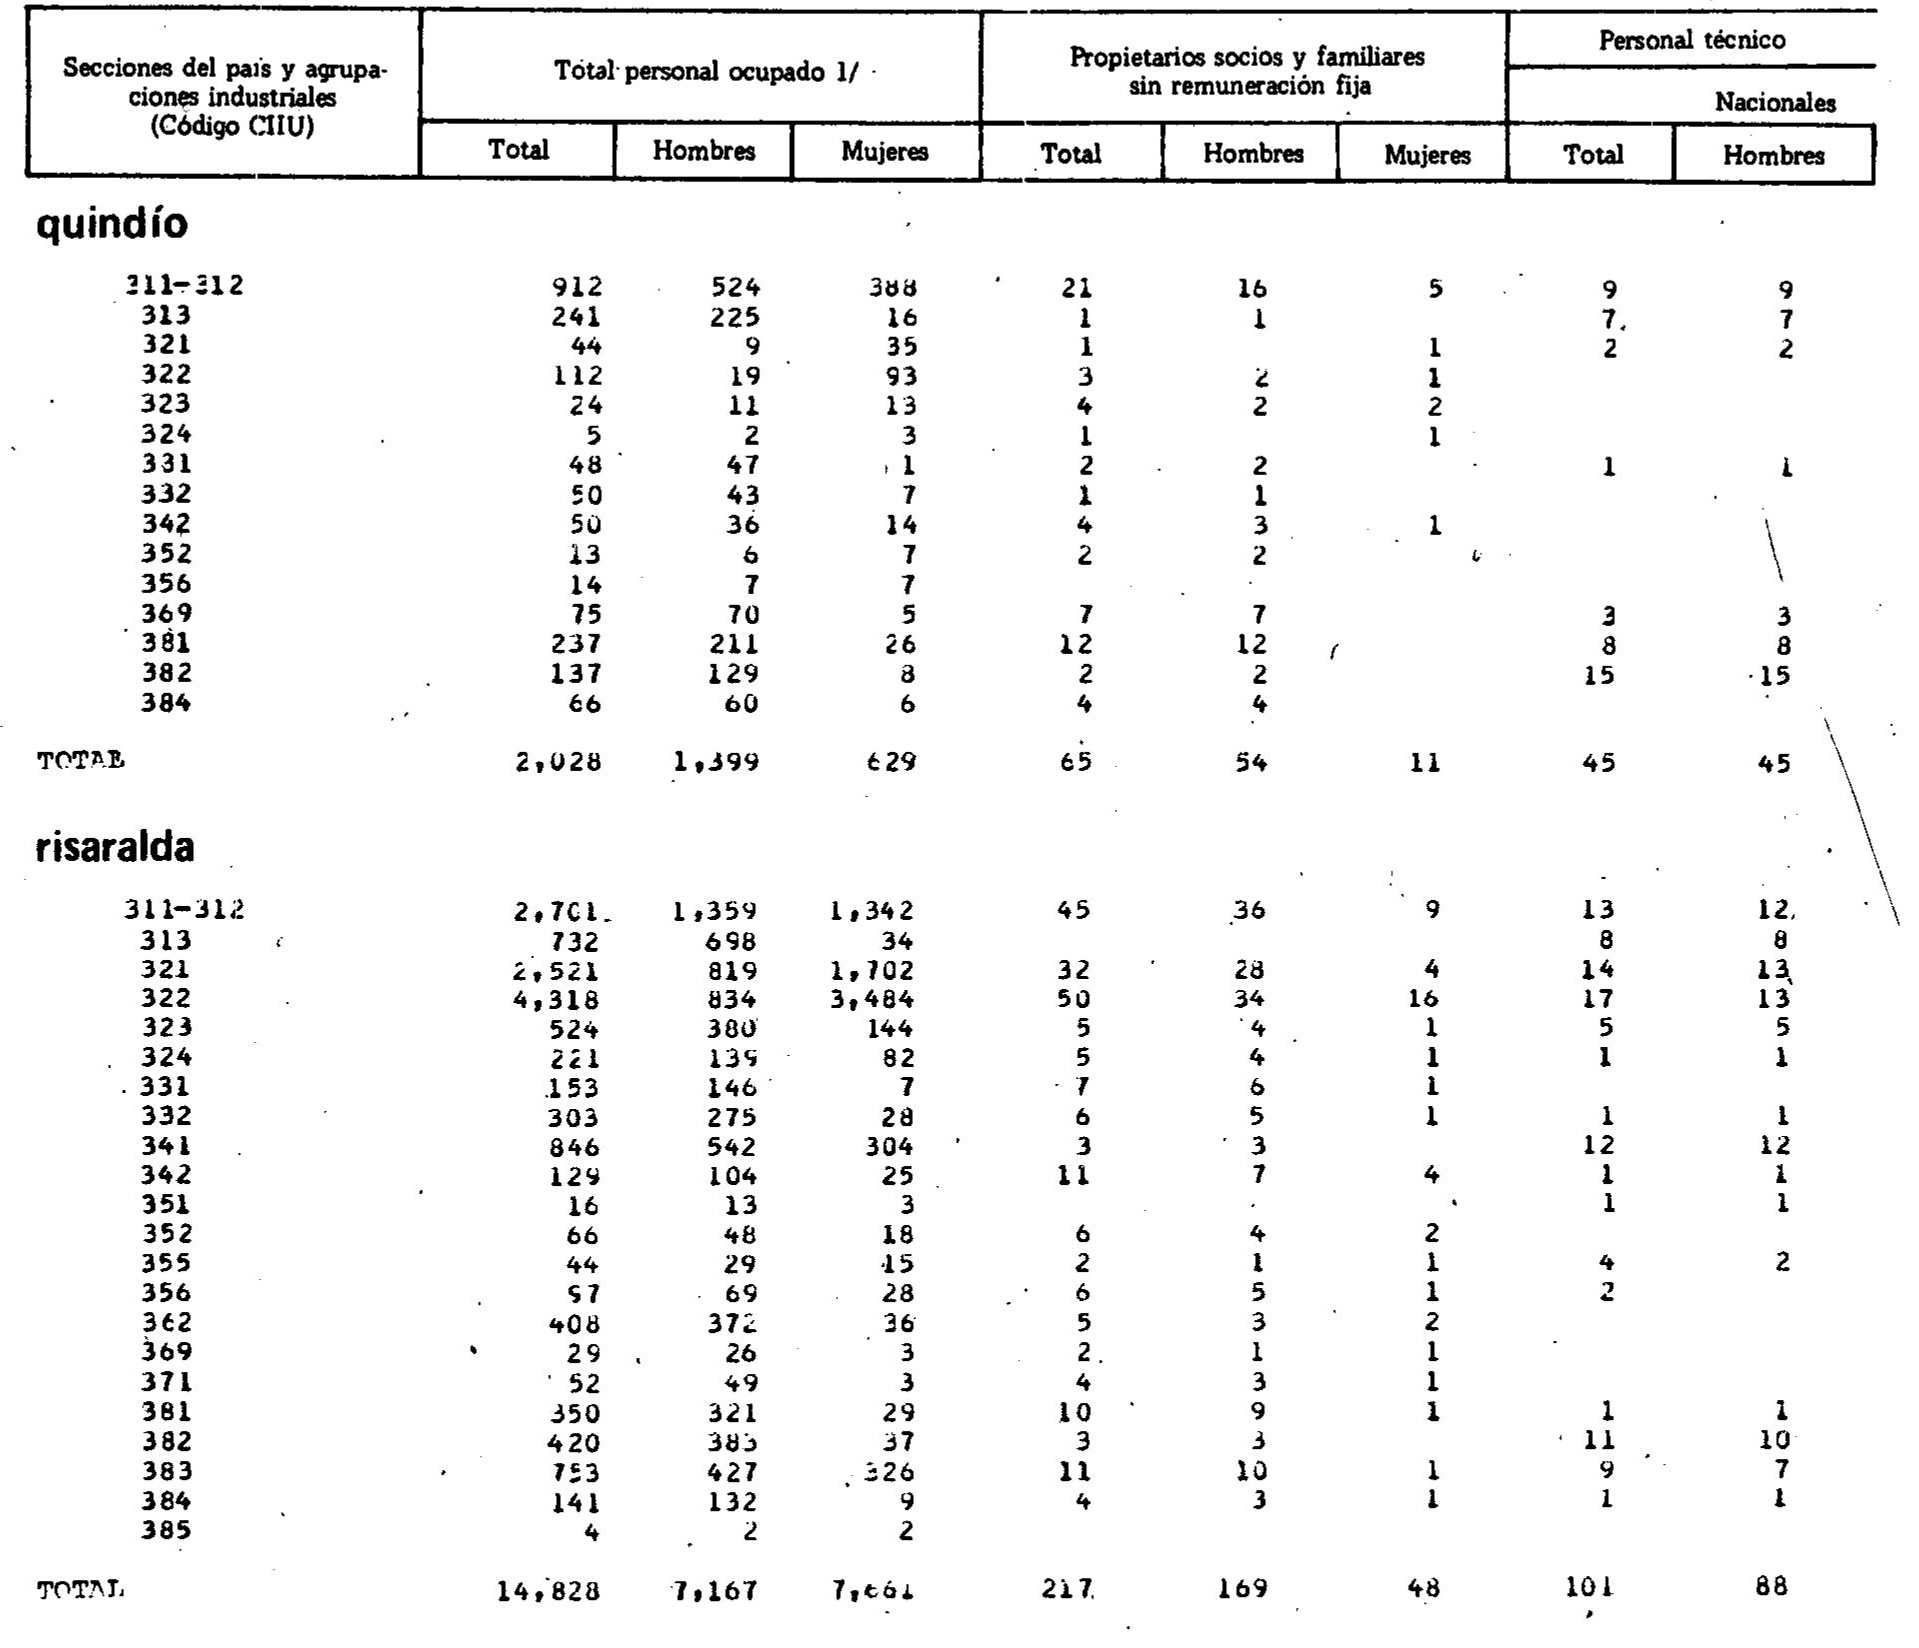 Secciones del país y agrupa- Total personal ocupado 1/ Propietarios socios y familiares Personal técnico
ciones industriales sin remuneración fija Nacionales
(Código CIIU) Total Hombres Mujeres Total Hombres Mujeres Total Hombres
quindío
311-312 912 524 388 21 16 5 9 9
313 241 225 16 1 1 7 7
321 44 9 35 1 1 2 2
322 112 19 93 3 2 1
323 24 11 13 4 2 2
324 5 2 3 1 1
331 48 47 1 2 2 1 1
332 50 43 7 1 1
342 50 36 14 4 3 1
352 13 6 7 2 2
356 14 7 7
369 75 70 5 7 7 3 3
381 237 211 26 12 12 8 8
382 137 129 8 2 2 15 15
384 66 60 6 4 4
TOTAL 2,028 1,399 629 65 54 11 45 45
risaralda
311-312 2,701 1,359 1,342 45 36 9 13 12
313 732 698 34 8 8
321 2,521 819 1,702 32 28 4 14 13
322 4,318 834 3,484 50 34 16 17 13
323 524 380 144 5 4 1 5 5
324 221 139 82 5 4 1 1 1
331 153 146 7 7 6 1
332 303 275 28 6 5 1 1 1
341 846 542 304 3 3 12 12
342 129 104 25 11 7 4 1 1
351 16 13 3 1 1
352 66 48 18 6 4 2
355 44 29 15 2 1 1 4 2
356 97 69 28 6 5 1 2
362 408 372 36 5 3 2
369 29 26 3 2 1 1
371 52 49 3 4 3 1
381 350 321 29 10 9 1 1 1
382 420 383 37 3 3 11 10
383 753 427 326 11 10 1 9 7
384 141 132 9 4 3 1 1 1
385 4 2 2
TOTAL 14,828 7,167 7,661 217 169 48 101 88